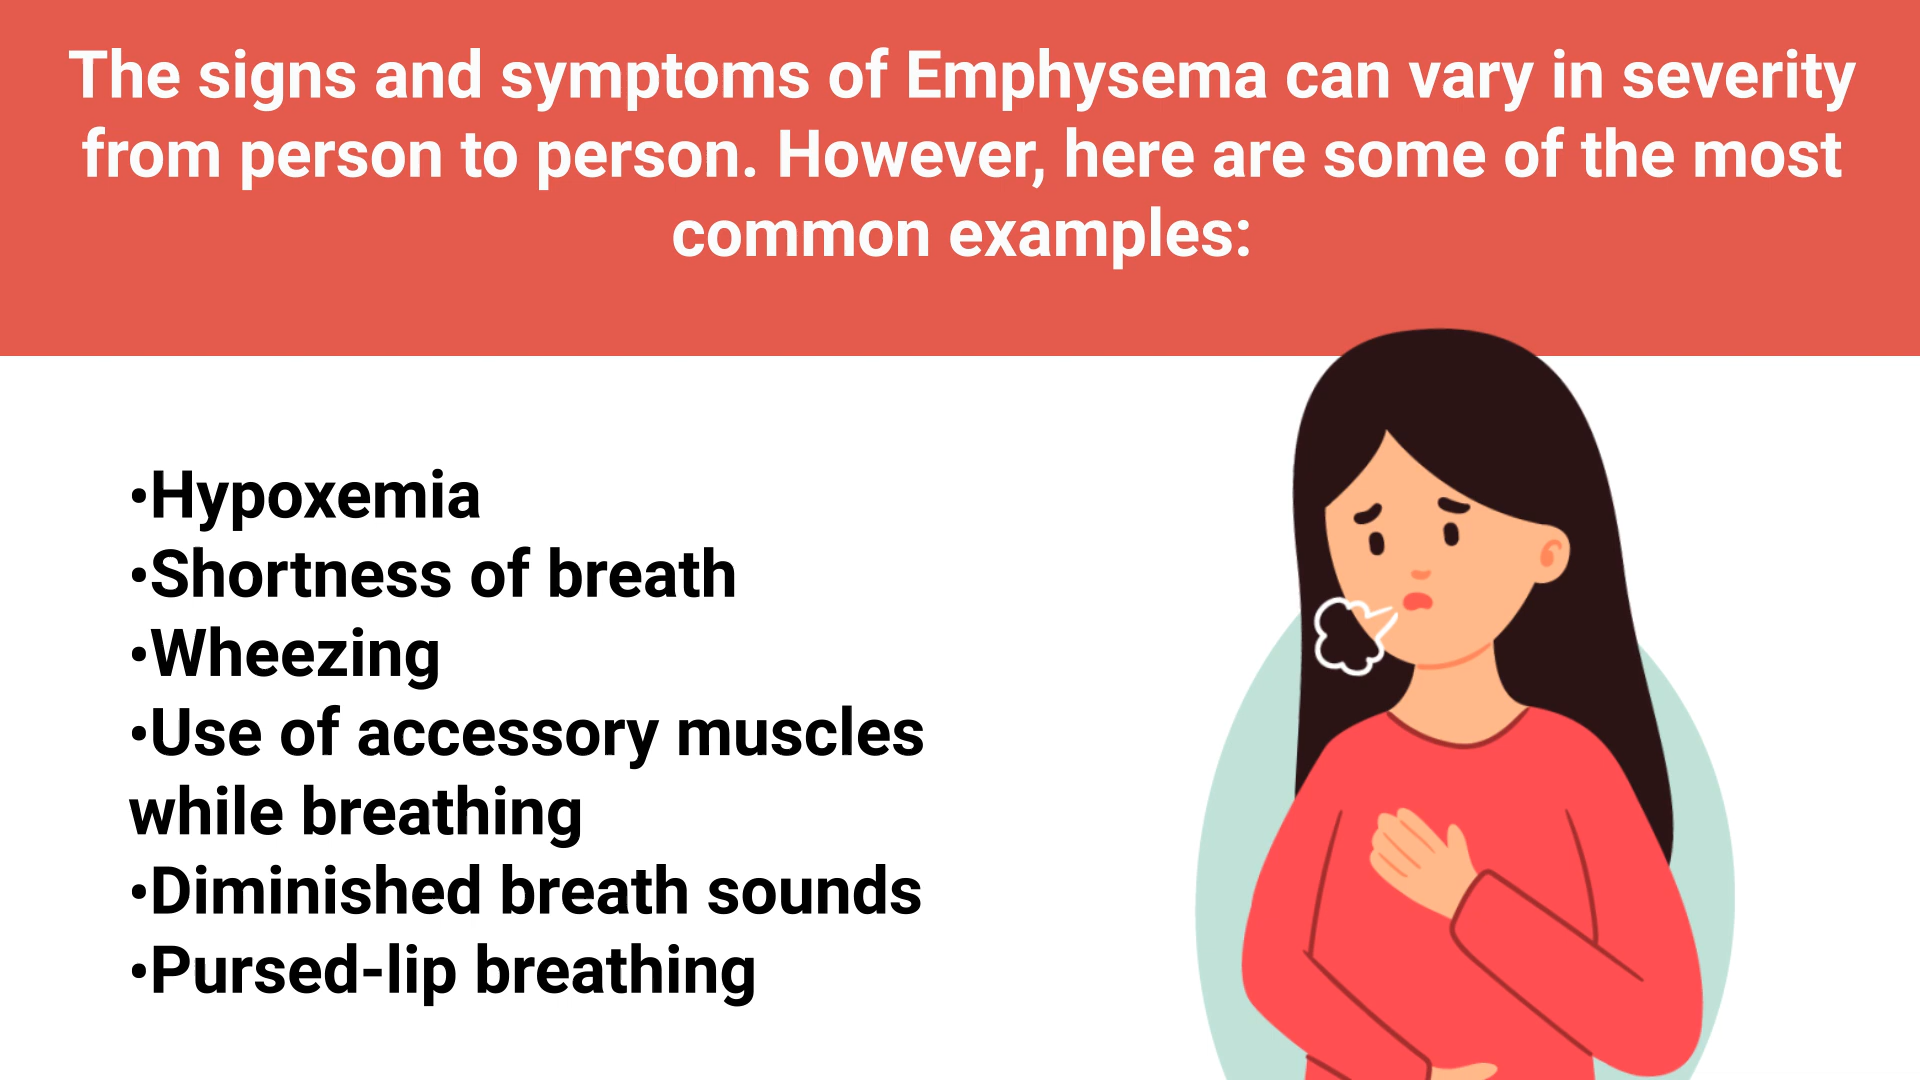 The signs and symptoms of Emphysema can vary in severity
from person to person. However, here are some of the most
common examples:
•Hypoxemia
•Shortness of breath
•Wheezing
•Use of accessory muscles
while breathing
•Diminished breath sounds
•Pursed-lip breathing